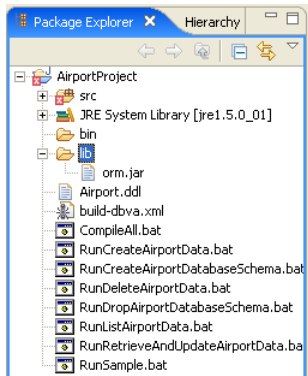 Package Explorer Hierarchy
AirportProject
src
JRE System Library [jre1.5.0_01]
bin
lib
orm.jar
Airport.ddl
build-dbva.xml
CompileAll.bat
RunCreateAirportData.bat
RunCreateAirportDatabaseSchema.bat
RunDeleteAirportData.bat
RunDropAirportDatabaseSchema.bat
RunListAirportData.bat
RunRetrieveAndUpdateAirportData.ba
RunSample.bat